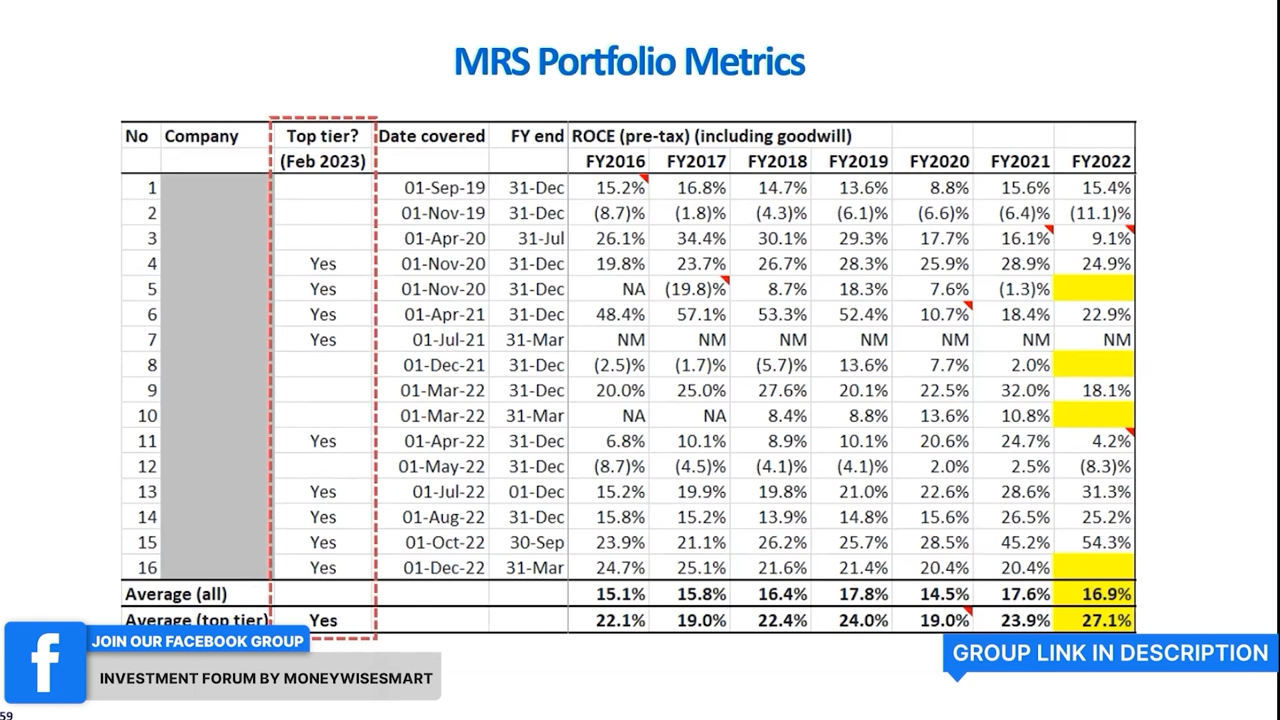 MRS Portfolio Metrics
No Company Top tier? Date covered FY end ROCE (pre-tax) (including goodwill)
(Feb 2023) FY2016 FY2017 FY2018 FY2019 FY2020 FY2021 FY2022
1 01-Sep-19 31-Dec 15.2% 16.8% 14.7% 13.6% 8.8% 15.6% 15.4%
2 01-Nov-19 31-Dec (8.7)% (1.8)% (4.3)% (6.1)% (6.6)% (6.4)% (11.1)%
3 01-Apr-20 31-Jul 26.1% 34.4% 30.1% 29.3% 17.7% 16.1% 9.1%
4 Yes 01-Nov-20 31-Dec 19.8% 23.7% 26.7% 28.3% 25.9% 28.9% 24.9%
5 Yes 01-Nov-20 31-Dec NA (19.8)% 8.7% 18.3% 7.6% (1.3)%
6 Yes 01-Apr-21 31-Dec 48.4% 57.1% 53.3% 52.4% 10.7% 18.4% 22.9%
7 Yes 01-Jul-21 31-Mar NM NM NM NM NM NM NM
8 01-Dec-21 31-Dec (2.5)% (1.7)% (5.7)% 13.6% 7.7% 2.0%
9 01-Mar-22 31-Dec 20.0% 25.0% 27.6% 20.1% 22.5% 32.0% 18.1%
10 01-Mar-22 31-Mar NA NA 8.4% 8.8% 13.6% 10.8%
11 Yes 01-Apr-22 31-Dec 6.8% 10.1% 8.9% 10.1% 20.6% 24.7% 4.2%
12 01-May-22 31-Dec (8.7)% (4.5)% (4.1)% (4.1)% 2.0% 2.5% (8.3)%
13 Yes 01-Jul-22 01-Dec 15.2% 19.9% 19.8% 21.0% 22.6% 28.6% 31.3%
14 Yes 01-Aug-22 31-Dec 15.8% 15.2% 13.9% 14.8% 15.6% 26.5% 25.2%
15 Yes 01-Oct-22 30-Sep 23.9% 21.1% 26.2% 25.7% 28.5% 45.2% 54.3%
16 Yes 01-Dec-22 31-Mar 24.7% 25.1% 21.6% 21.4% 20.4% 20.4%
Average (all) 15.1% 15.8% 16.4% 17.8% 14.5% 17.6% 16.9%
Average (top tier) Yes 22.1% 19.0% 22.4% 24.0% 19.0% 23.9% 27.1%
JOIN OUR FACEBOOK GROUP
INVESTMENT FORUM BY MONEYWISESMART
GROUP LINK IN DESCRIPTION
59